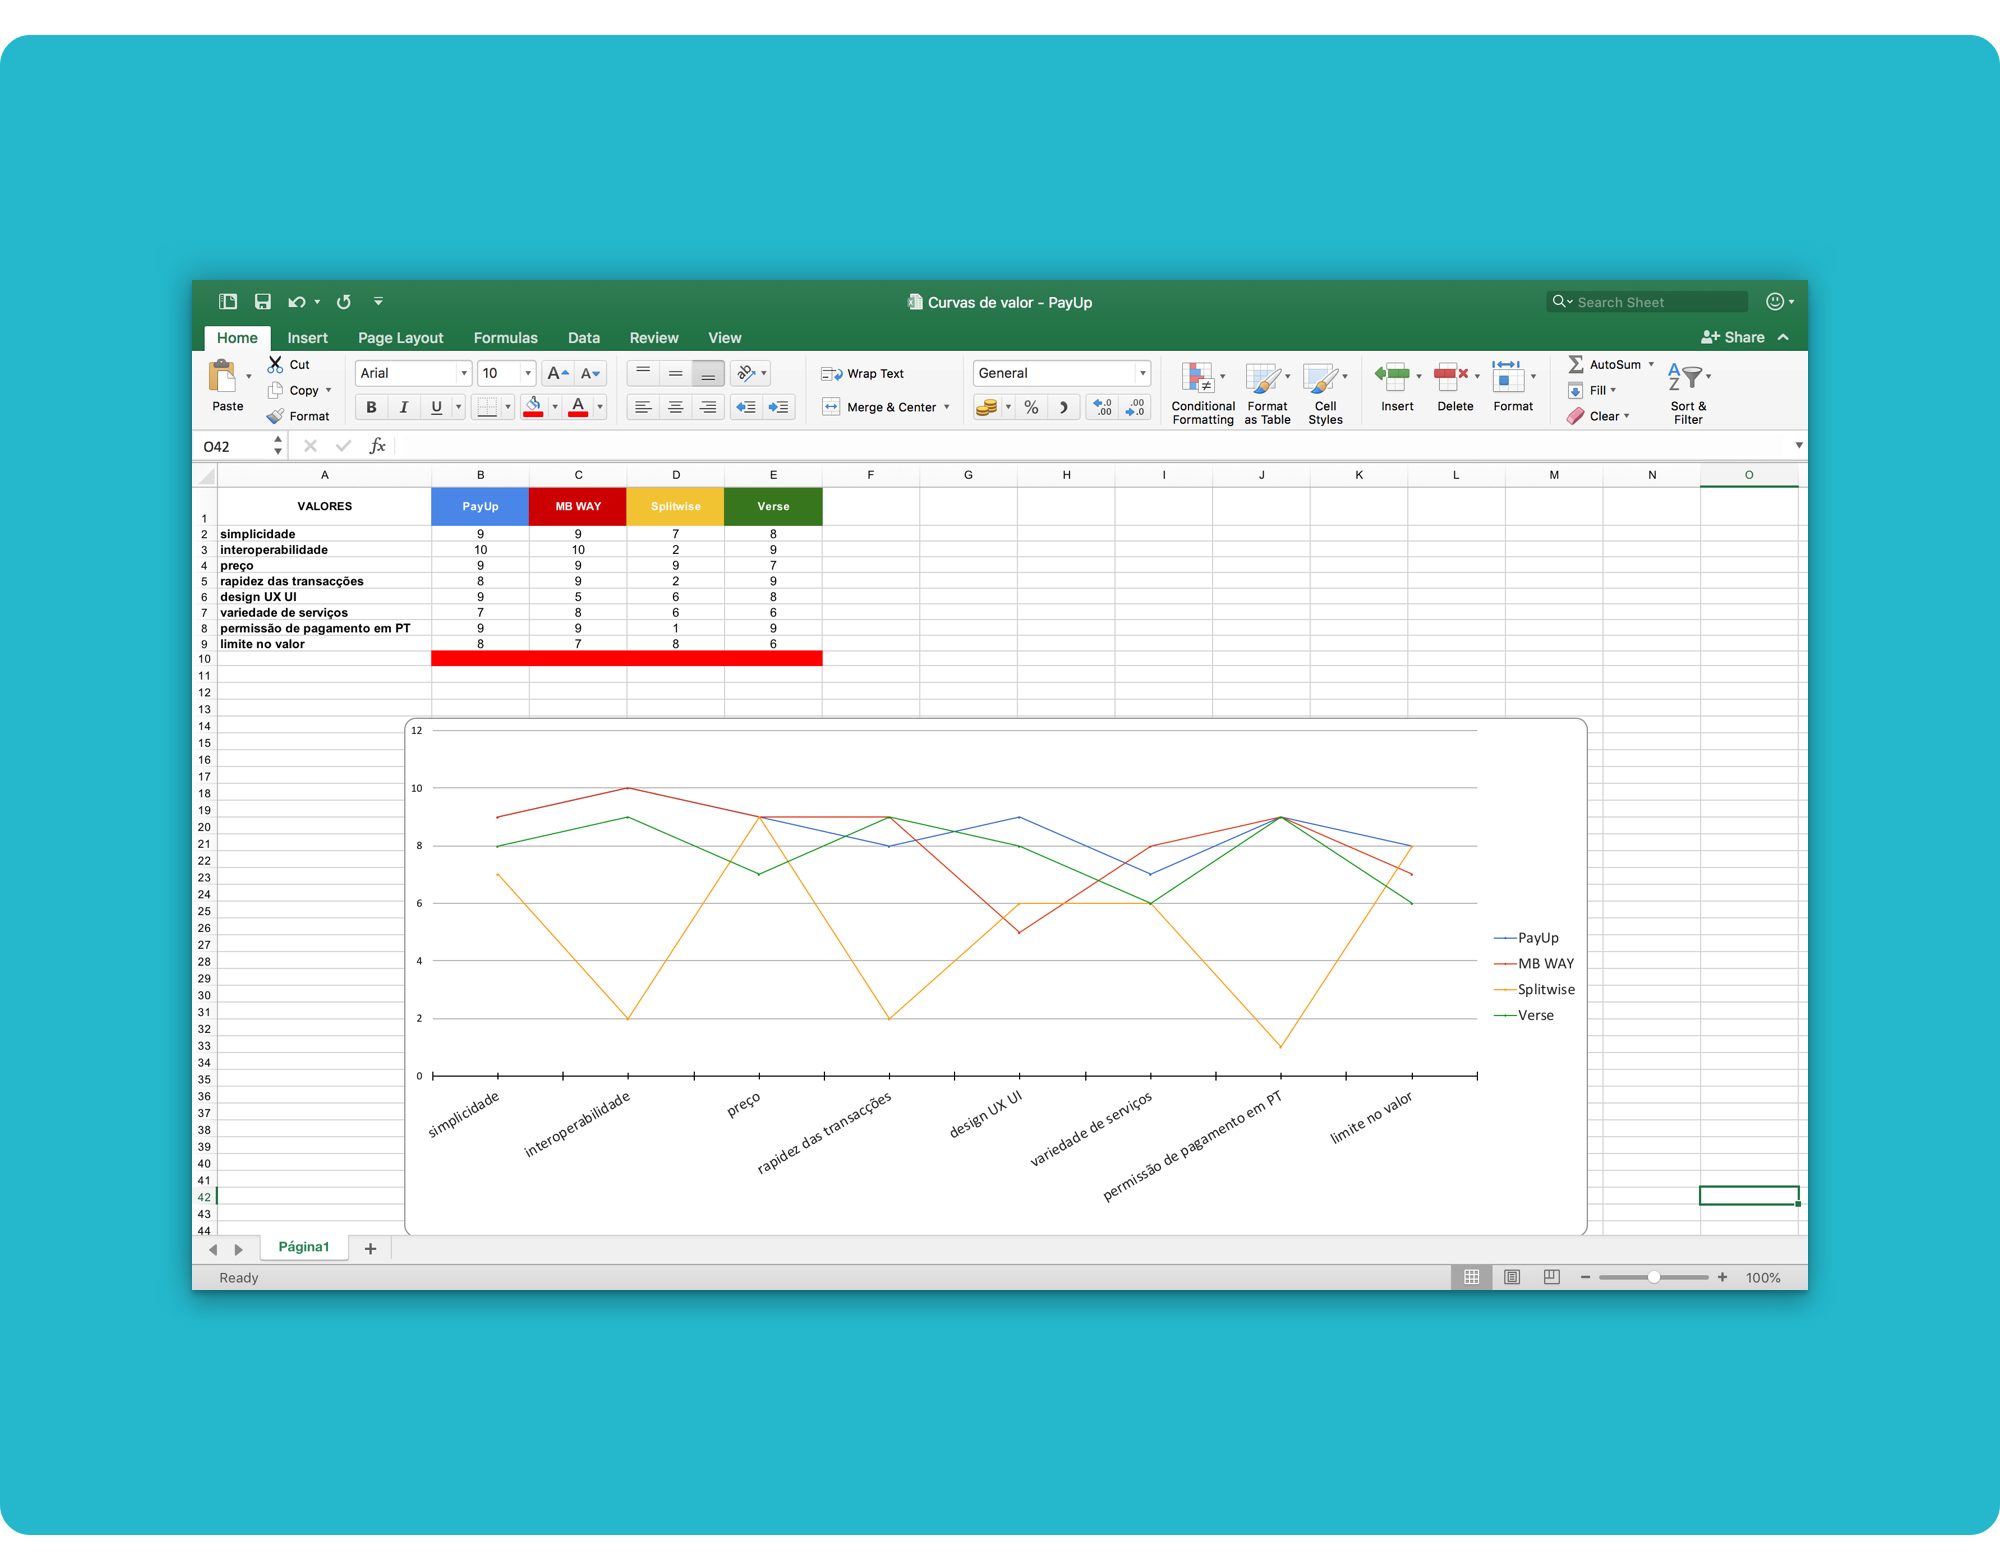 Curvas de valor - PayUp
Search Sheet
Home Insert Page Layout Formulas Data Review View
Share
Paste
Cut
Copy
Format
Arial 10 A A
B I U A
ab
Wrap Text
Merge & Center
General
% .0 .00 .00 .0
Conditional Formatting
Format as Table
Cell Styles
Insert
Delete
Format
AutoSum
Fill
Clear
A Z
Sort & Filter
O42 fx
A B C D E F G H I J K L M N O
1 VALORES PayUp MB WAY Splitwise Verse
2 simplicidade 9 9 7 8
3 interoperabilidade 10 10 2 9
4 preço 9 9 9 7
5 rapidez das transacções 8 9 2 9
6 design UX UI 9 5 6 8
7 variedade de serviços 7 8 6 6
8 permissão de pagamento em PT 9 9 1 9
9 limite no valor 8 7 8 6
10
11
12
13
14
15
16
17
18
19
20
21
22
23
24
25
26
27
28
29
30
31
32
33
34
35
36
37
38
39
40
41
42
43
44
12
10
8
6
4
2
0
simplicidade
interoperabilidade
preço
rapidez das transacções
design UX UI
variedade de serviços
permissão de pagamento em PT
limite no valor
PayUp
MB WAY
Splitwise
Verse
Página1 +
Ready
100%